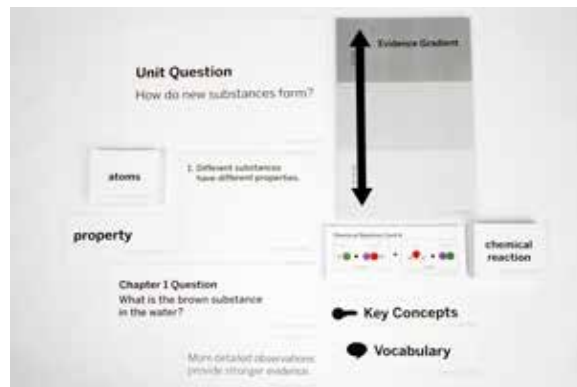 Evidence Gradient
Unit Question
How do new substances form?
atoms
1. Different substances
have different properties.
property
chemical
reaction
Chapter 1 Question
What is the brown substance
in the water?
Key Concepts
Vocabulary
More detailed observations
provide stronger evidence.